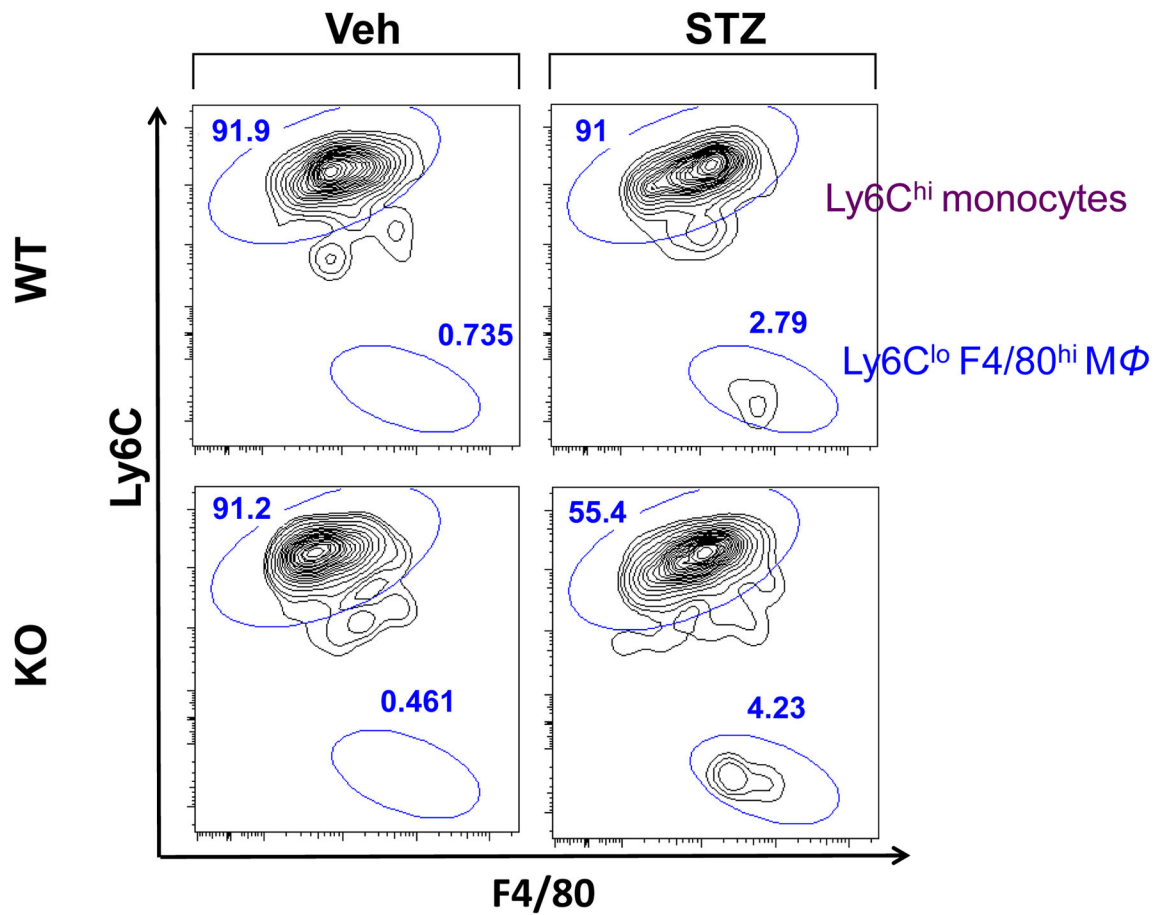 Veh
STZ
91.9
91
Ly6Chi monocytes
WT
0.735
2.79
Ly6Clo F4/80hi MΦ
Ly6C
91.2
55.4
KO
0.461
4.23
F4/80